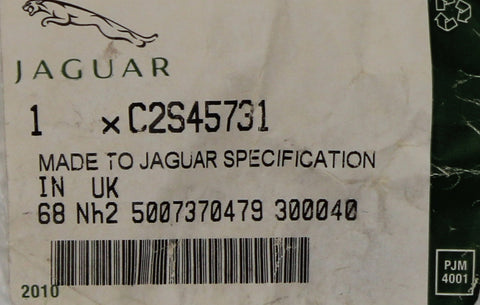 JAGUAR
1 x C2S45731
MADE TO JAGUAR SPECIFICATION
IN UK
68 Nh2 5007370479 300040
2010
PJM
4001